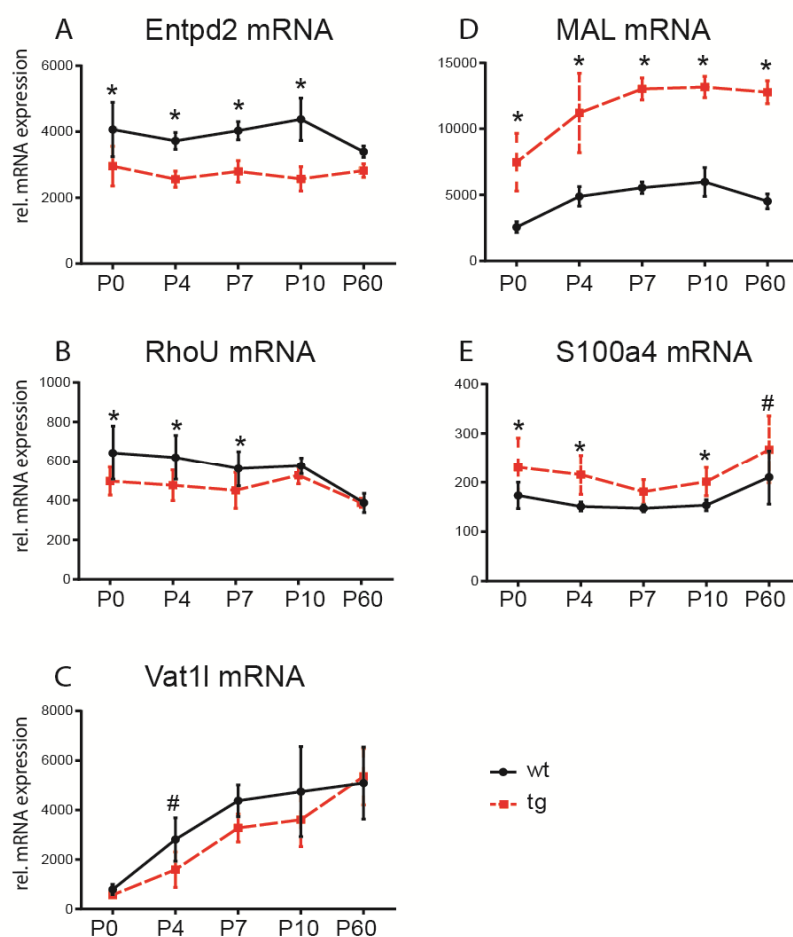 A Entpd2 mRNA
rel. mRNA expression
6000
4000
2000
0
* * * *
P0 P4 P7 P10 P60
B RhoU mRNA
rel. mRNA expression
1000
800
600
400
200
0
* * *
P0 P4 P7 P10 P60
C Vat1l mRNA
rel. mRNA expression
8000
6000
4000
2000
0
#
P0 P4 P7 P10 P60
D MAL mRNA
15000
10000
5000
0
* * * * *
P0 P4 P7 P10 P60
E S100a4 mRNA
400
300
200
100
0
* * * #
P0 P4 P7 P10 P60
wt
tg